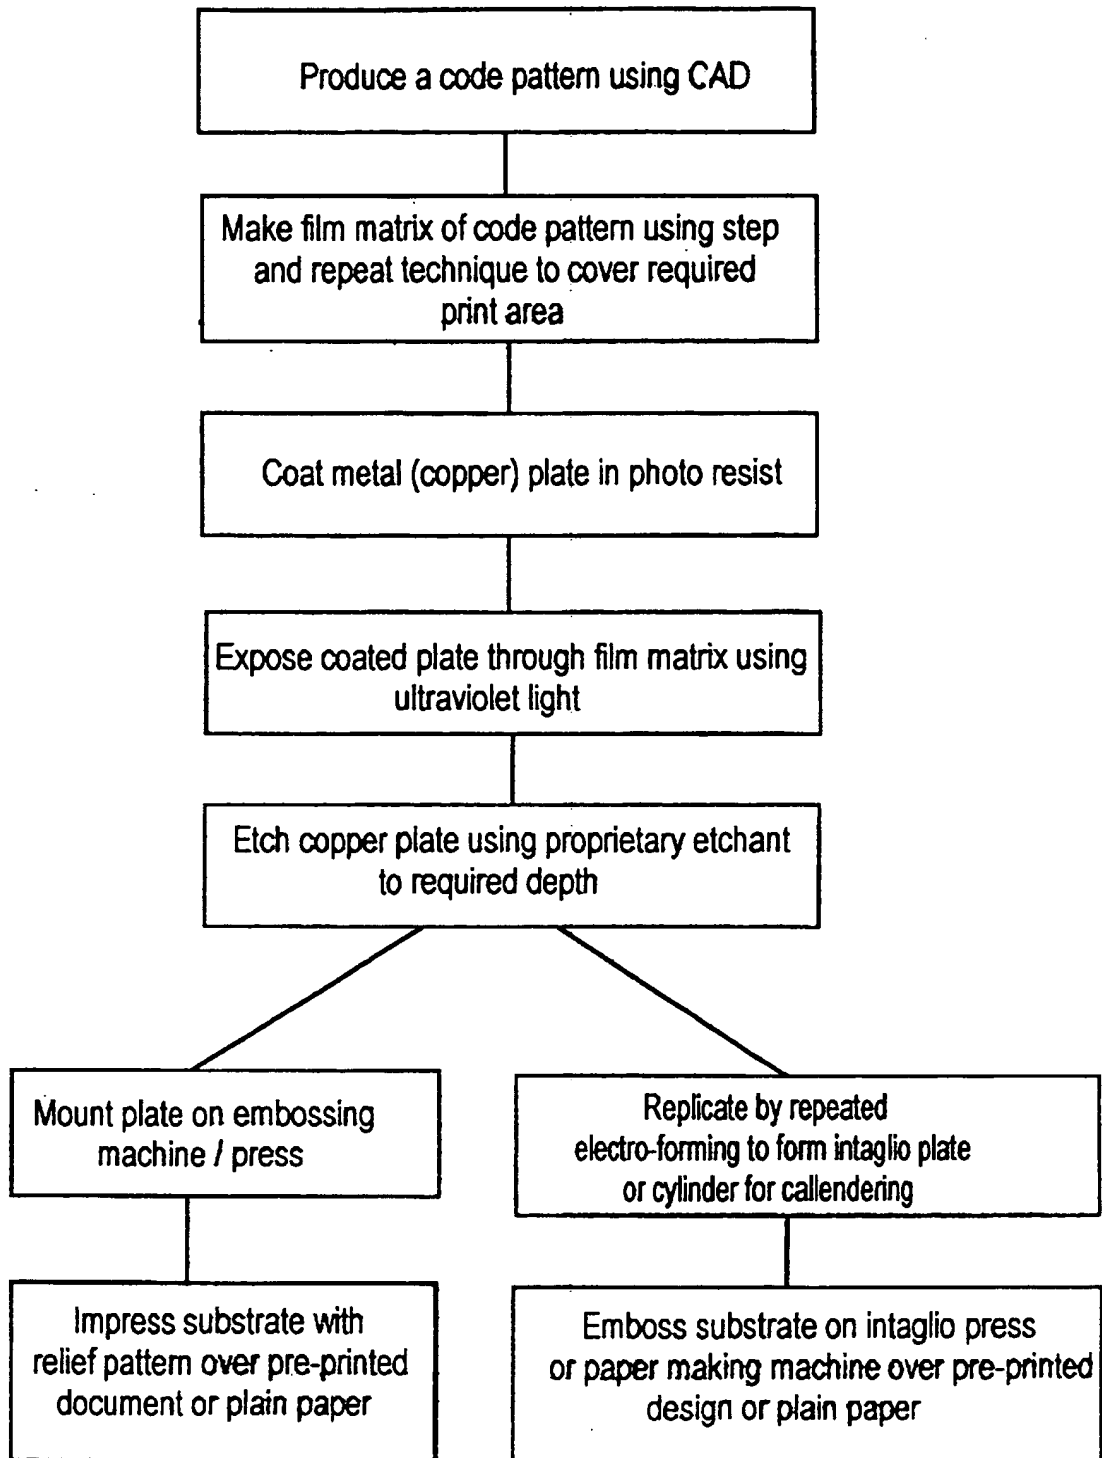 Produce a code pattern using CAD
Make film matrix of code pattern using step
and repeat technique to cover required
print area
Coat metal (copper) plate in photo resist
Expose coated plate through film matrix using
ultraviolet light
Etch copper plate using proprietary etchant
to required depth
Mount plate on embossing
machine / press
Replicate by repeated
electro-forming to form intaglio plate
or cylinder for callendering
Impress substrate with
relief pattern over pre-printed
document or plain paper
Emboss substrate on intaglio press
or paper making machine over pre-printed
design or plain paper